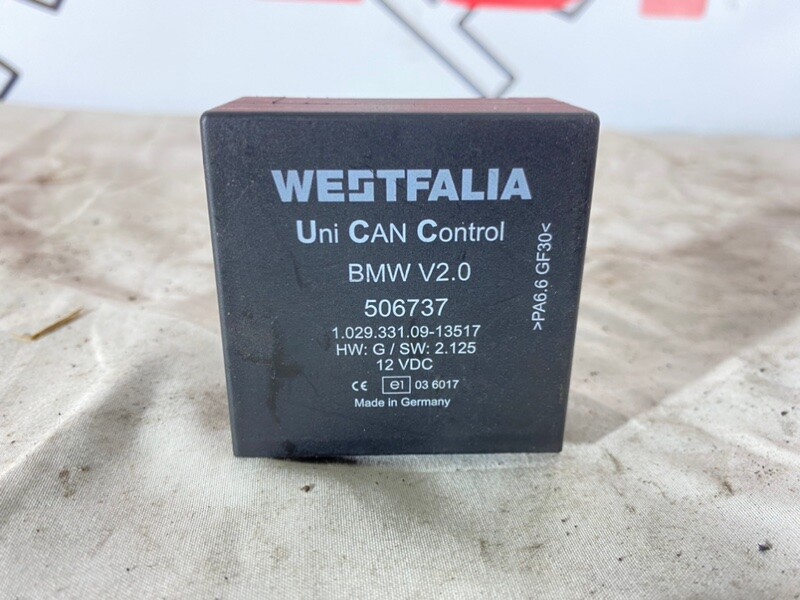 WESTFALIA
Uni CAN Control
BMW V2.0
506737
1.029.331.09-13517
HW: G / SW: 2.125
12 VDC
CE e1 03 6017
Made in Germany
>PA6.6 GF30<